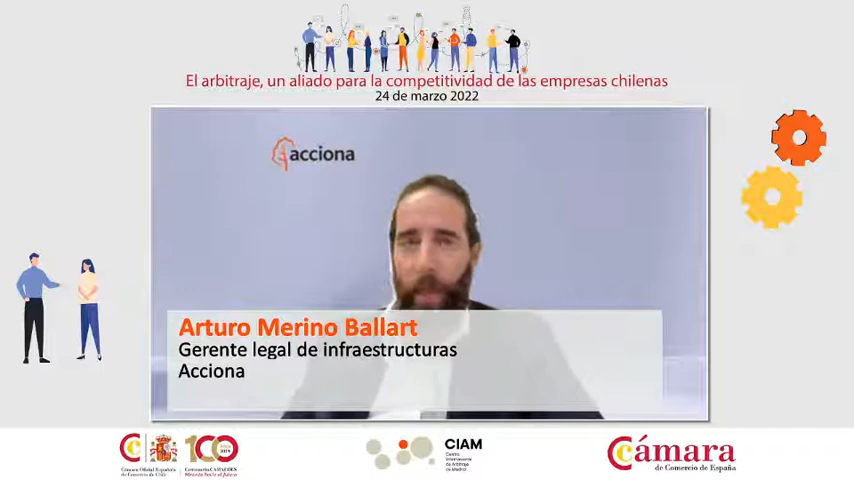 El arbitraje, un aliado para la competitividad de las empresas chilenas
24 de marzo 2022
acciona
Arturo Merino Ballart
Gerente legal de infraestructuras
Acciona
Cámara Oficial Española
de Comercio de Chile
100
CIAM
Centro
Internacional
de Arbitraje
de Madrid
Cámara
de Comercio de España